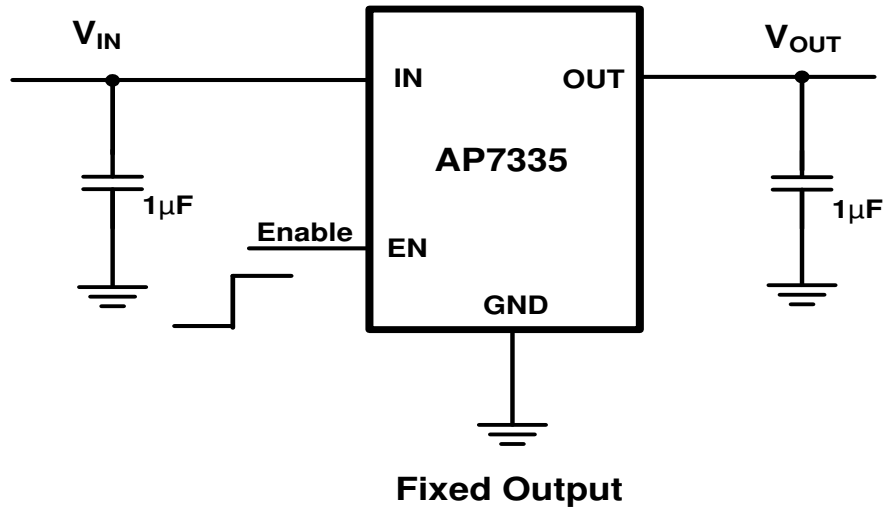 VIN
VOUT
IN
OUT
AP7335
1μF
1μF
Enable
EN
GND
Fixed Output